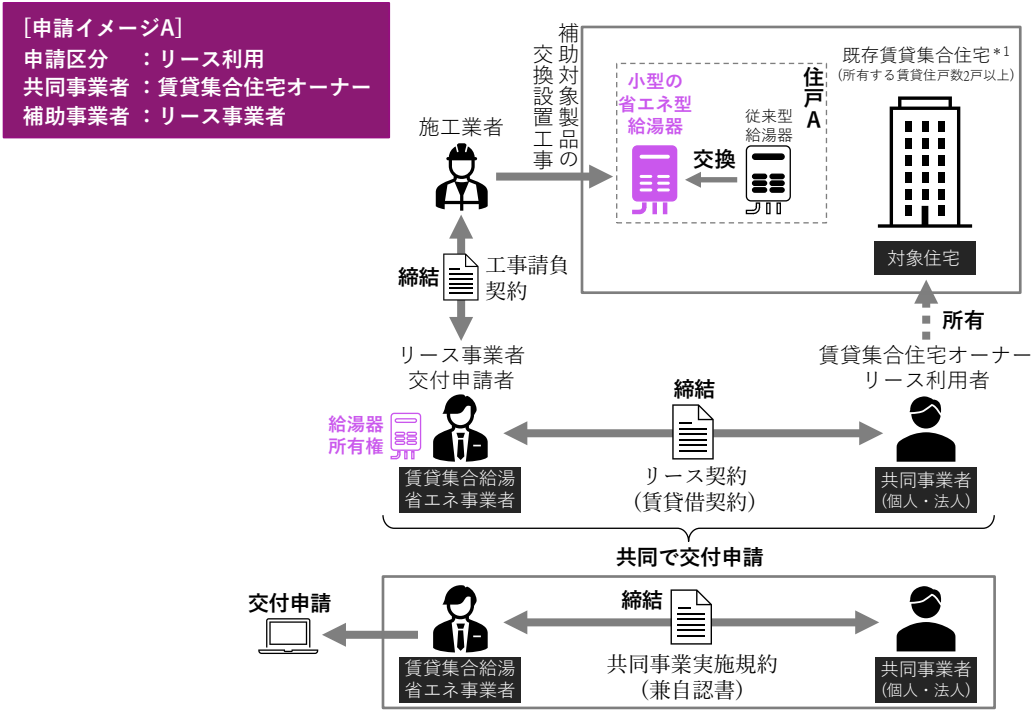 [申請イメージA]
申請区分　：リース利用
共同事業者：賃貸集合住宅オーナー
補助事業者：リース事業者
施工業者
補助対象製品の
交換設置工事
住戸A
小型の
省エネ型
給湯器
従来型
給湯器
交換
既存賃貸集合住宅*1
(所有する賃貸住戸数2戸以上)
対象住宅
締結
工事請負
契約
所有
リース事業者
交付申請者
賃貸集合住宅オーナー
リース利用者
給湯器
所有権
締結
賃貸集合給湯
省エネ事業者
リース契約
(賃貸借契約)
共同事業者
(個人・法人)
共同で交付申請
交付申請
締結
賃貸集合給湯
省エネ事業者
共同事業実施規約
(兼自認書)
共同事業者
(個人・法人)